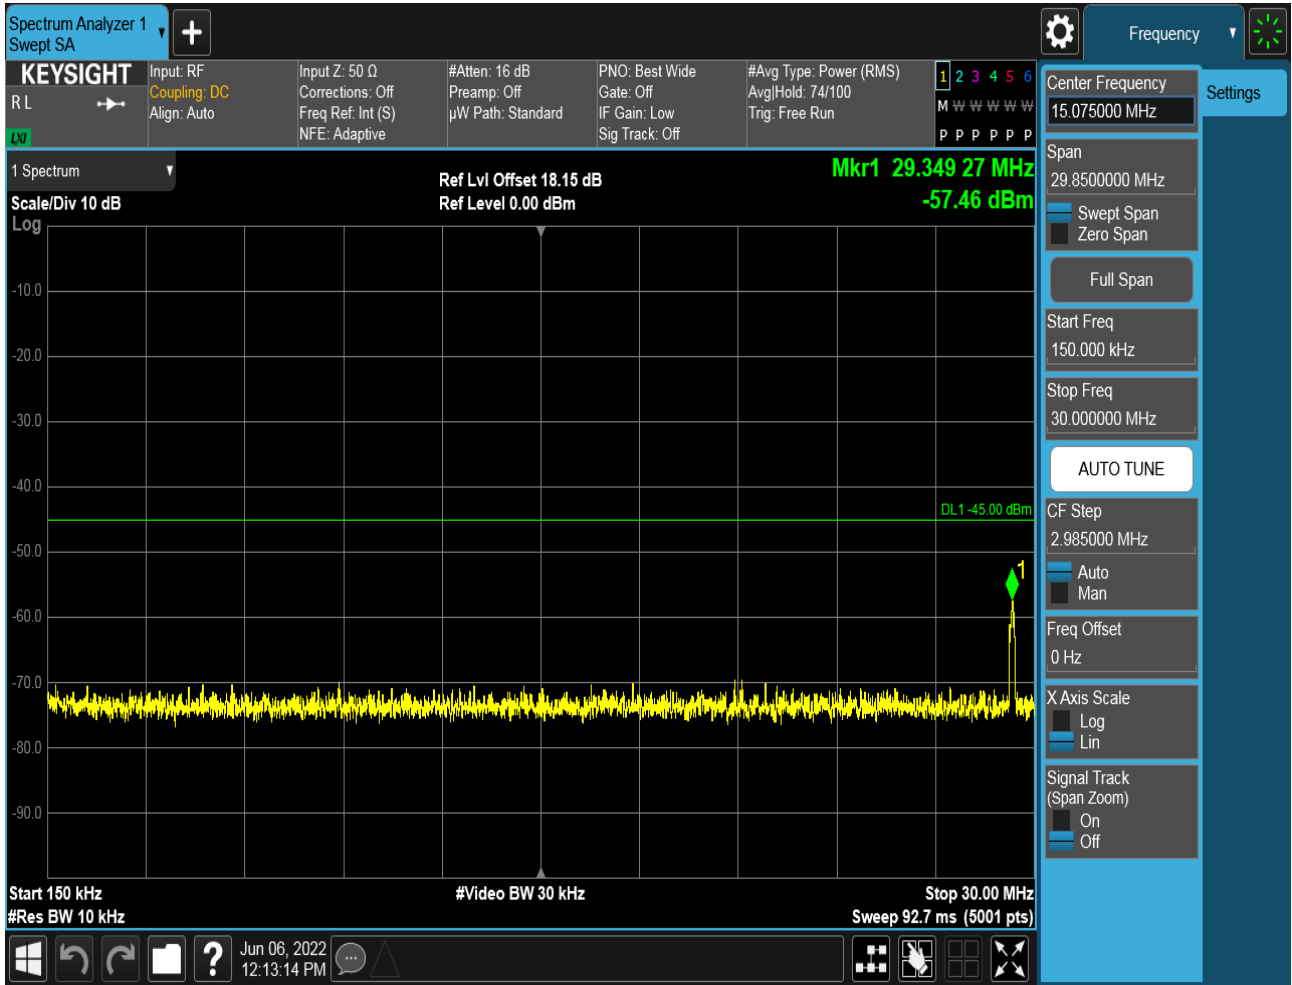 Spectrum Analyzer 1
Swept SA
Frequency
KEYSIGHT
R L
LXI
Input: RF
Coupling: DC
Align: Auto
Input Z: 50 Ω
Corrections: Off
Freq Ref: Int (S)
NFE: Adaptive
#Atten: 16 dB
Preamp: Off
µW Path: Standard
PNO: Best Wide
Gate: Off
IF Gain: Low
Sig Track: Off
#Avg Type: Power (RMS)
Avg|Hold: 74/100
Trig: Free Run
1 2 3 4 5 6
M W W W W W
P P P P P P
1 Spectrum
Scale/Div 10 dB
Log
Ref Lvl Offset 18.15 dB
Ref Level 0.00 dBm
Mkr1 29.349 27 MHz
-57.46 dBm
-10.0
-20.0
-30.0
-40.0
-50.0
-60.0
-70.0
-80.0
-90.0
DL1 -45.00 dBm
1
Start 150 kHz
#Res BW 10 kHz
#Video BW 30 kHz
Stop 30.00 MHz
Sweep 92.7 ms (5001 pts)
Center Frequency
15.075000 MHz
Span
29.8500000 MHz
Swept Span
Zero Span
Full Span
Start Freq
150.000 kHz
Stop Freq
30.000000 MHz
AUTO TUNE
CF Step
2.985000 MHz
Auto
Man
Freq Offset
0 Hz
X Axis Scale
Log
Lin
Signal Track
(Span Zoom)
On
Off
Settings
?
Jun 06, 2022
12:13:14 PM